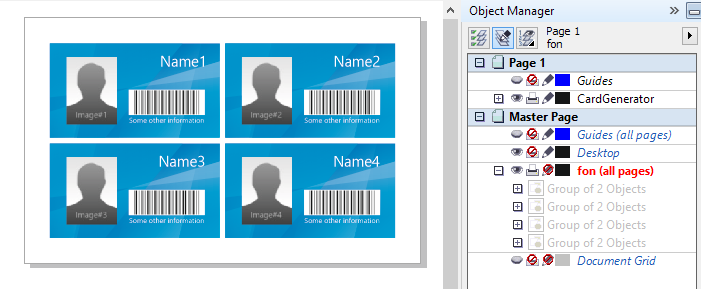 Object Manager
Page 1
fon
Page 1
Guides
CardGenerator
Master Page
Guides (all pages)
Desktop
fon (all pages)
Group of 2 Objects
Group of 2 Objects
Group of 2 Objects
Group of 2 Objects
Document Grid
Name1
Image#1
Some other information
Name2
Image#2
Some other information
Name3
Image#3
Some other information
Name4
Image#4
Some other information